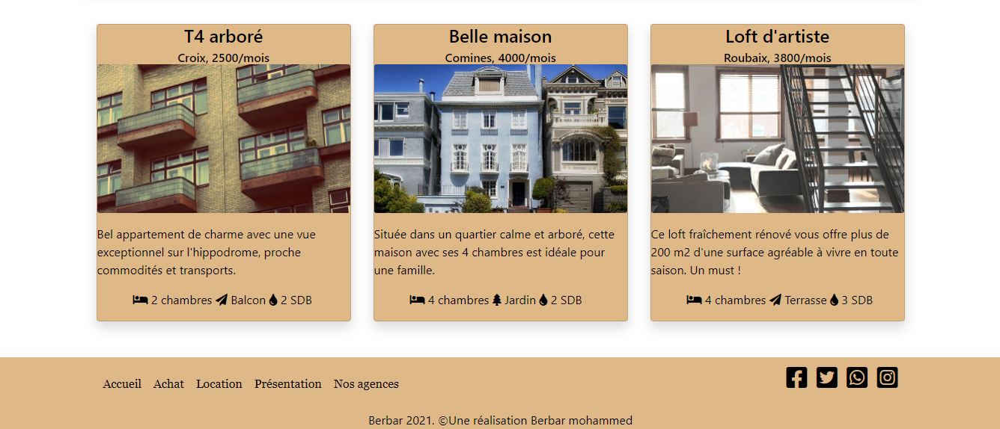 T4 arboré
Croix, 2500/mois
Bel appartement de charme avec une vue
exceptionnel sur l'hippodrome, proche
commodités et transports.
2 chambres Balcon 2 SDB
Belle maison
Comines, 4000/mois
Située dans un quartier calme et arboré, cette
maison avec ses 4 chambres est idéale pour
une famille.
4 chambres Jardin 2 SDB
Loft d'artiste
Roubaix, 3800/mois
Ce loft fraîchement rénové vous offre plus de
200 m2 d'une surface agréable à vivre en toute
saison. Un must !
4 chambres Terrasse 3 SDB
Accueil Achat Location Présentation Nos agences
Berbar 2021. ©Une réalisation Berbar mohammed